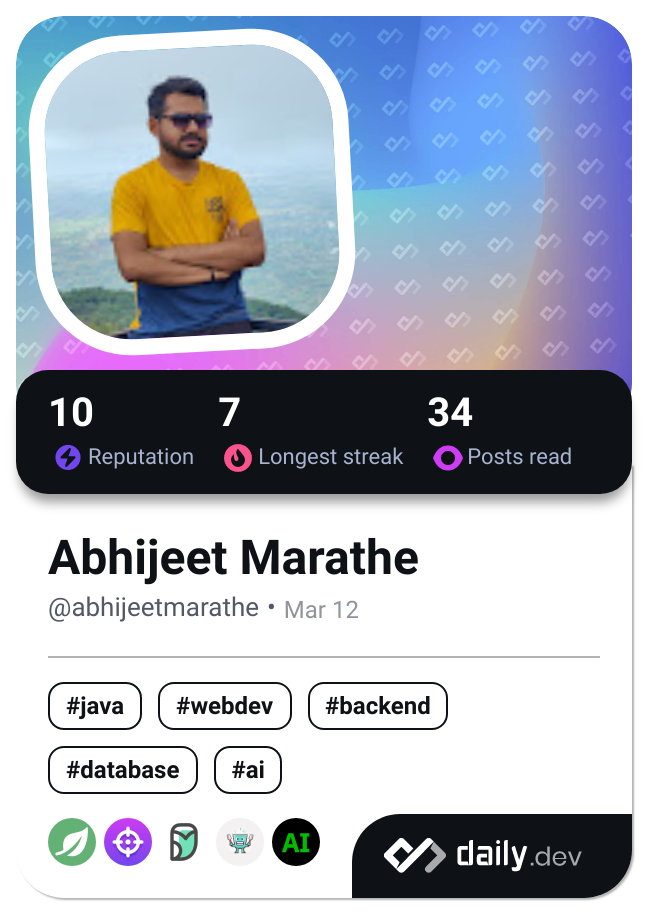 10 7 34
Reputation Longest streak Posts read
Abhijeet Marathe
@abhijeetmarathe • Mar 12
#java #webdev #backend
#database #ai
AI
daily.dev